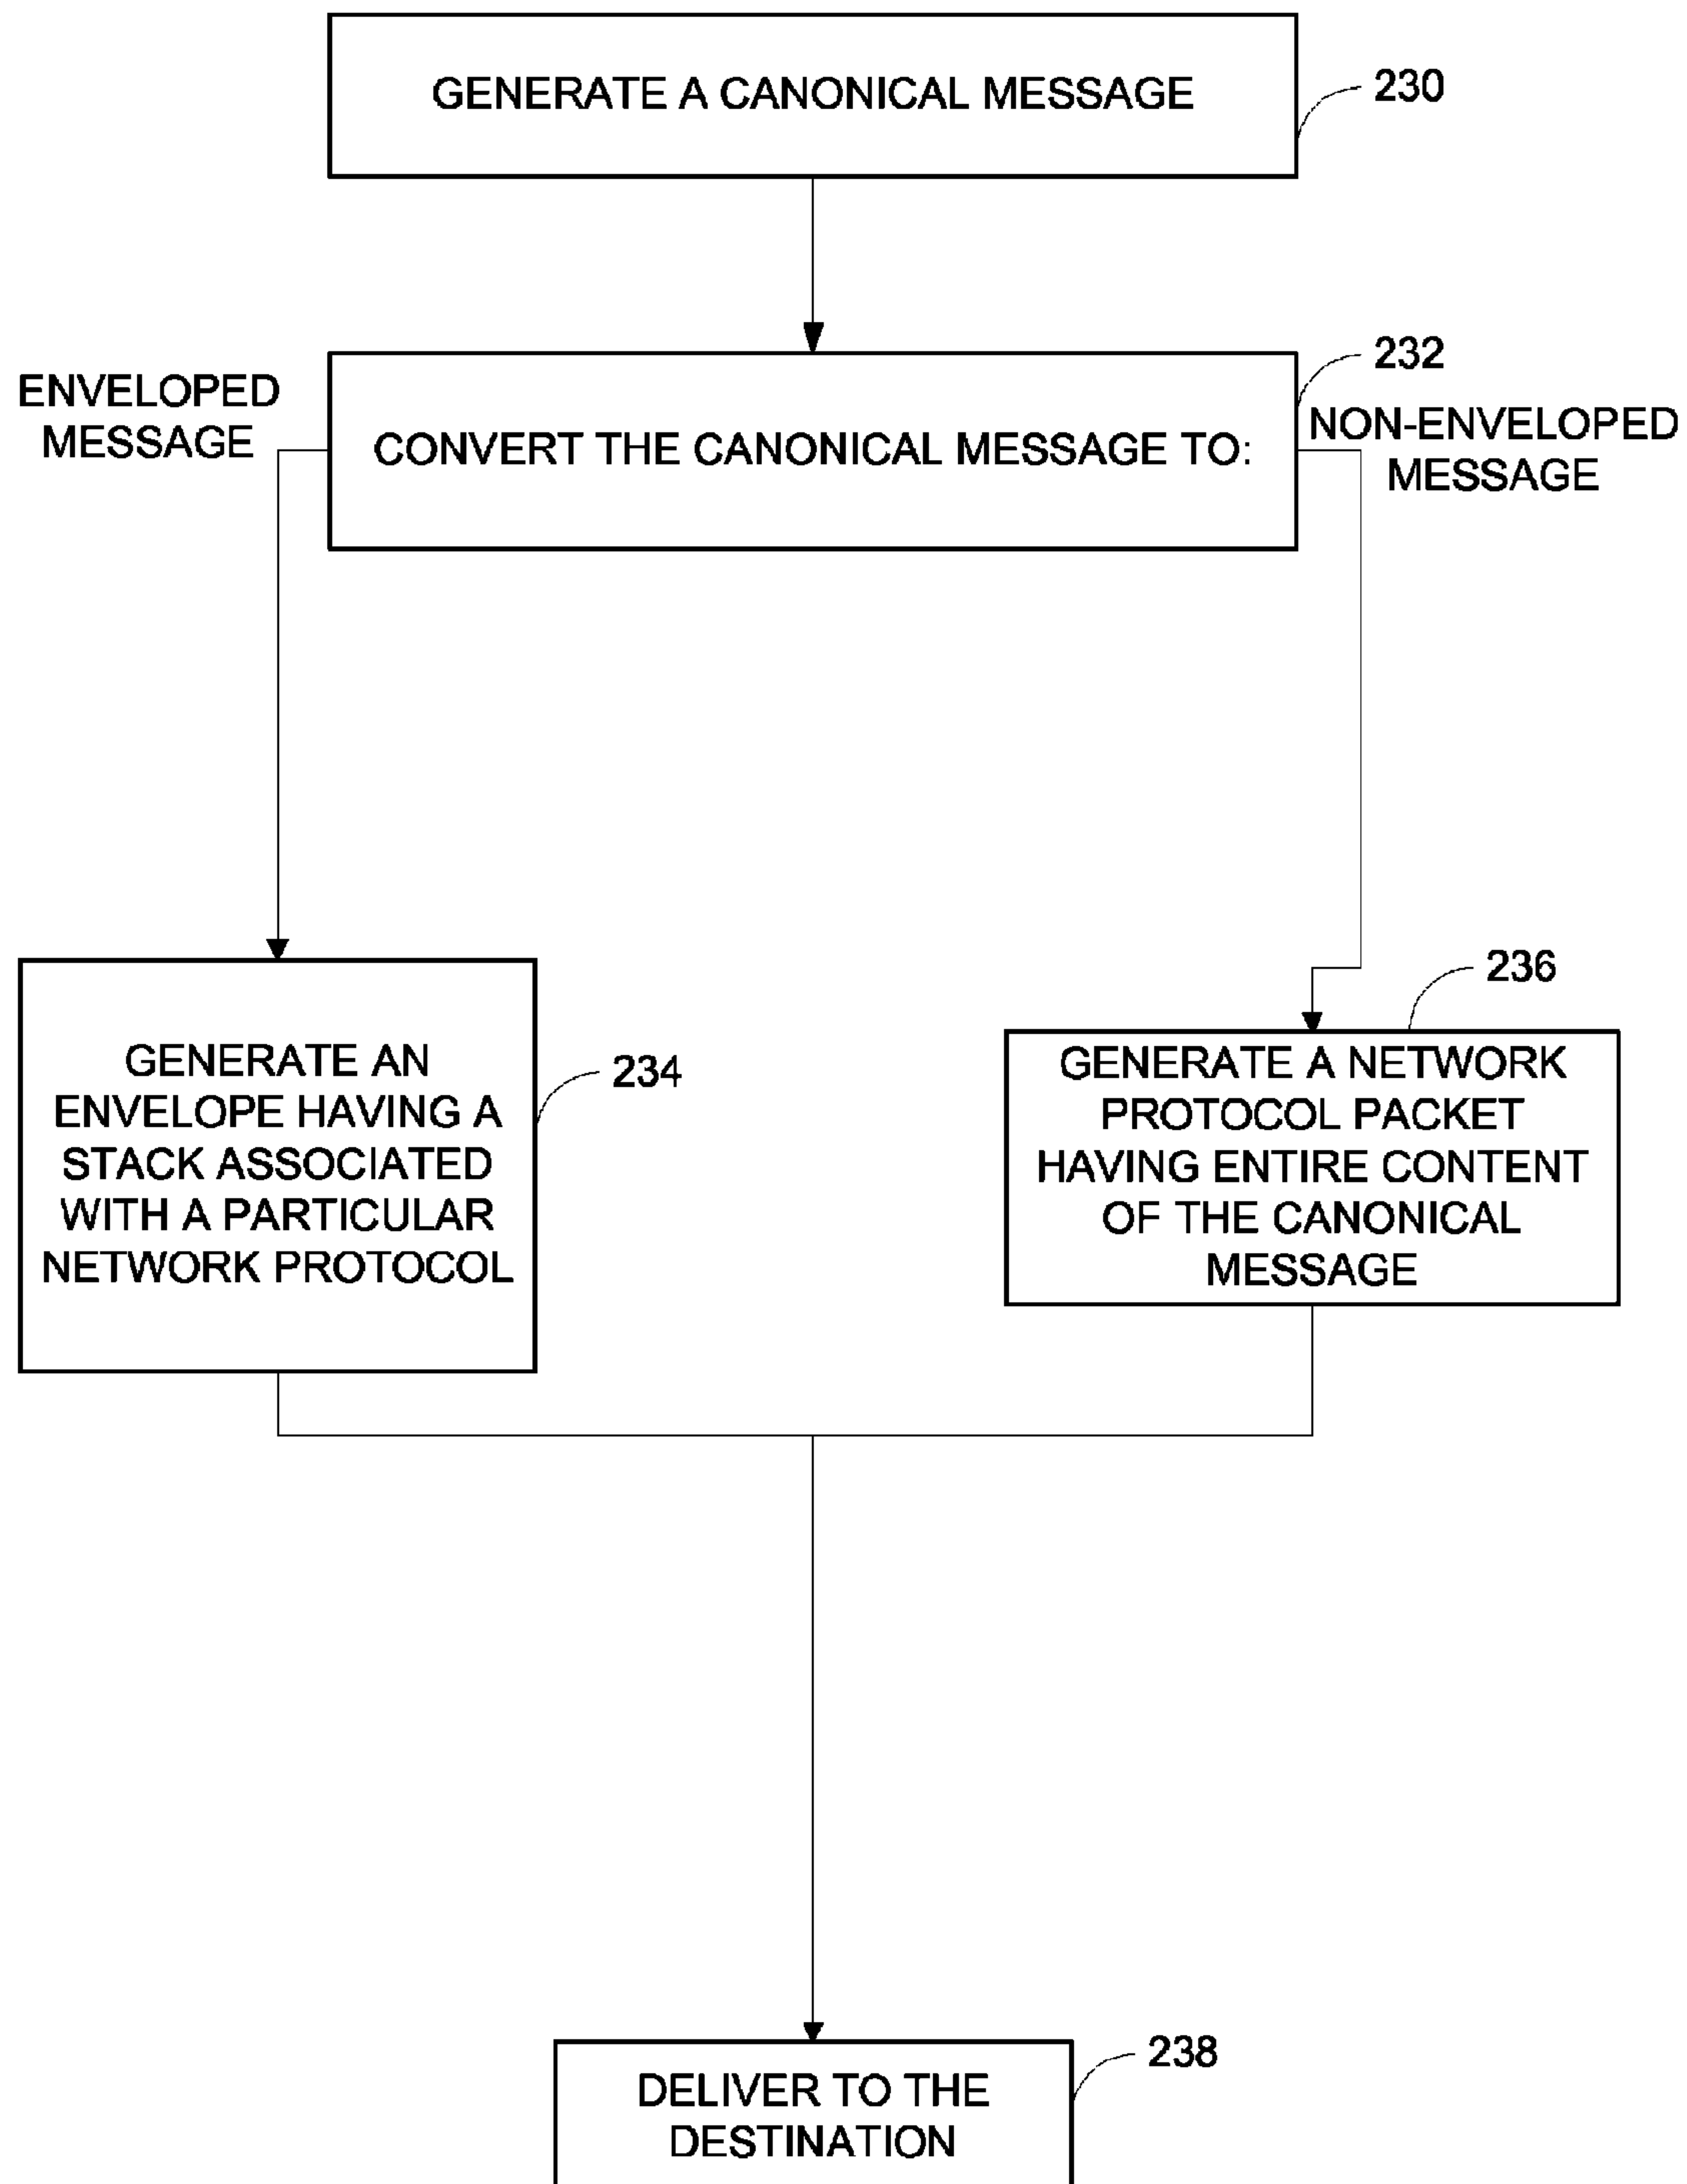 GENERATE A CANONICAL MESSAGE
230
232
ENVELOPED
MESSAGE
CONVERT THE CANONICAL MESSAGE TO:
NON-ENVELOPED
MESSAGE
GENERATE AN
ENVELOPE HAVING A
STACK ASSOCIATED
WITH A PARTICULAR
NETWORK PROTOCOL
234
236
GENERATE A NETWORK
PROTOCOL PACKET
HAVING ENTIRE CONTENT
OF THE CANONICAL
MESSAGE
238
DELIVER TO THE
DESTINATION